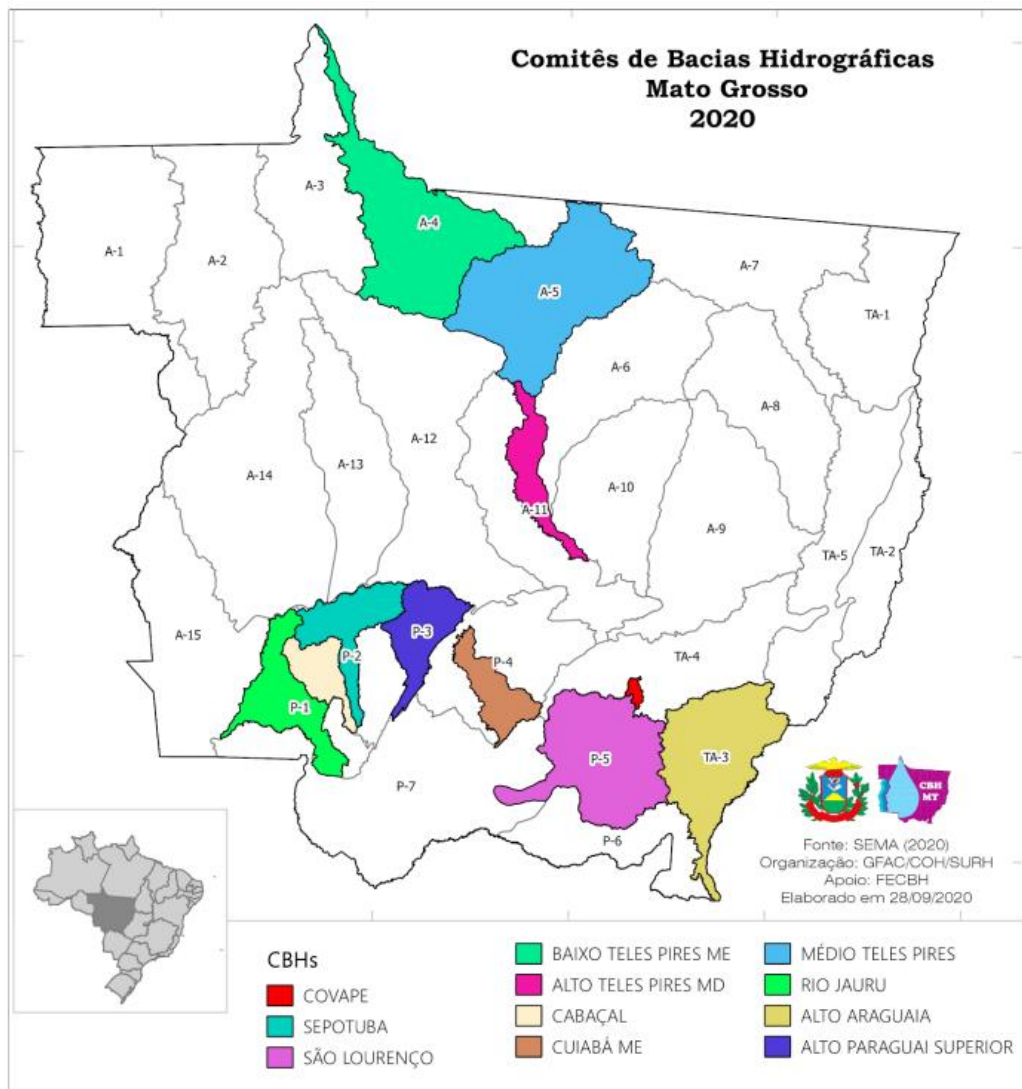 Comitês de Bacias Hidrográficas
Mato Grosso
2020
A-3
A-4
A-1
A-2
A-7
A-5
TA-1
A-6
A-8
A-12
A-13
A-14
A-10
A-11
A-9
TA-5
TA-2
A-15
P-3
P-2
P-4
TA-4
P-1
P-5
TA-3
P-7
P-6
CBH
MT
Fonte: SEMA (2020)
Organização: GFAC/COH/SURH
Apoio: FECBH
Elaborado em 28/09/2020
CBHs
COVAPE
SEPOTUBA
SÃO LOURENÇO
BAIXO TELES PIRES ME
ALTO TELES PIRES MD
CABAÇAL
CUIABÁ ME
MÉDIO TELES PIRES
RIO JAURU
ALTO ARAGUAIA
ALTO PARAGUAI SUPERIOR